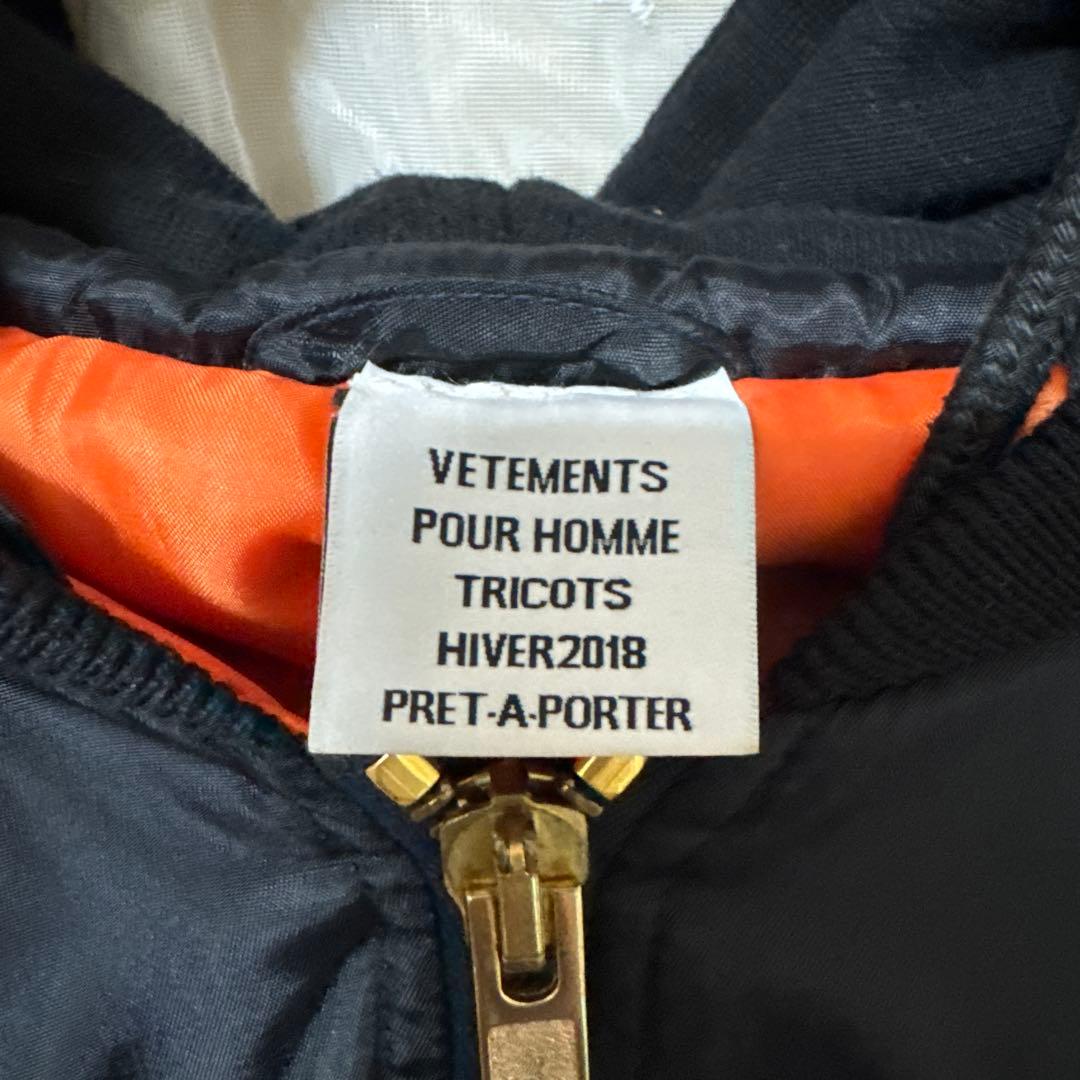 VETEMENTS
POUR HOMME
TRICOTS
HIVER2018
PRET-A-PORTER